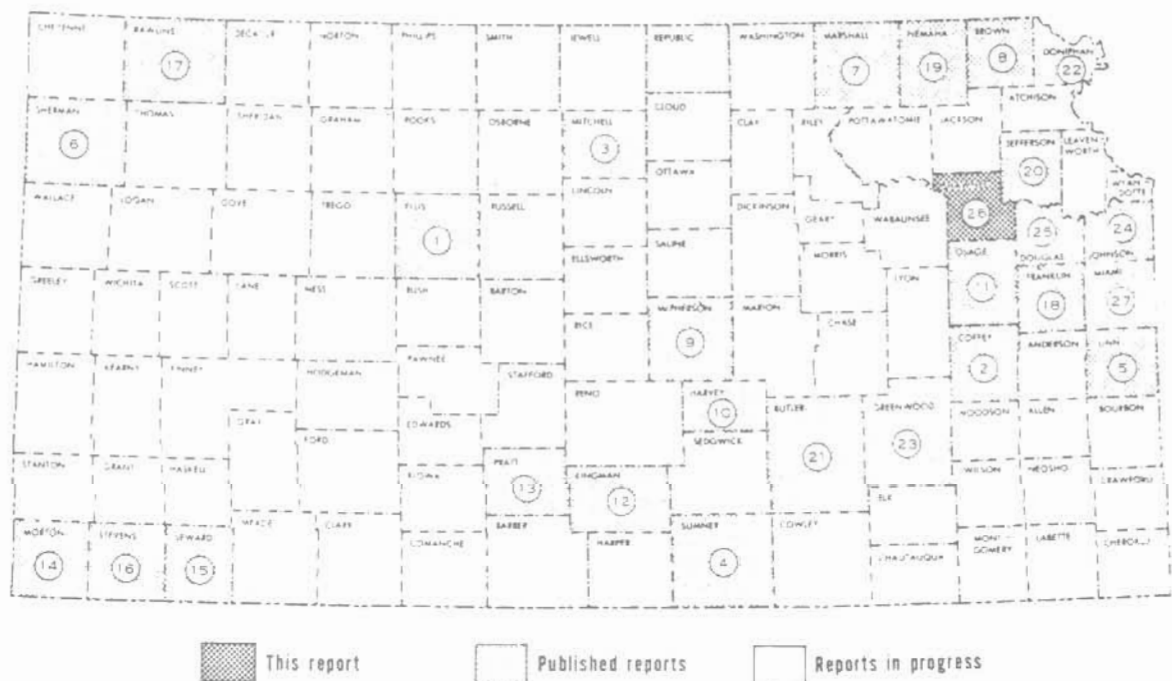 CHEYENNE RAWLINS DECATUR NORTON PHILLIPS SMITH JEWELL REPUBLIC WASHINGTON MARSHALL NEMAHA BROWN DONIPHAN
17 7 19 8 22
SHERMAN THOMAS SHERIDAN GRAHAM ROOKS OSBORNE MITCHELL CLOUD CLAY RILEY POTTAWATOMIE JACKSON ATCHISON
6 3 JEFFERSON LEAVEN-
WORTH
20
OTTAWA
WALLACE LOGAN GOVE TREGO ELLIS RUSSELL LINCOLN DICKINSON GEARY WABAUNSEE WYAN-
DOTTE
1 26 25 24
ELLSWORTH SALINE MORRIS OSAGE DOUGLAS JOHNSON
GREELEY WICHITA SCOTT LANE NESS RUSH BARTON LYON FRANKLIN MIAMI
11 18 27
RICE McPHERSON MARION CHASE
9
HAMILTON KEARNY FINNEY HODGEMAN PAWNEE STAFFORD COFFEY ANDERSON LINN
2 5
RENO HARVEY BUTLER GREENWOOD WOODSON ALLEN BOURBON
10
GRAY FORD EDWARDS SEDGWICK
21 23
STANTON GRANT HASKELL KIOWA PRATT KINGMAN WILSON NEOSHO CRAWFORD
13 12
ELK
MORTON STEVENS SEWARD MEADE CLARK COMANCHE BARBER HARPER SUMNER COWLEY
14 16 15 4
CHAUTAUQUA MONT-
GOMERY LABETTE CHEROKEE
This report Published reports Reports in progress